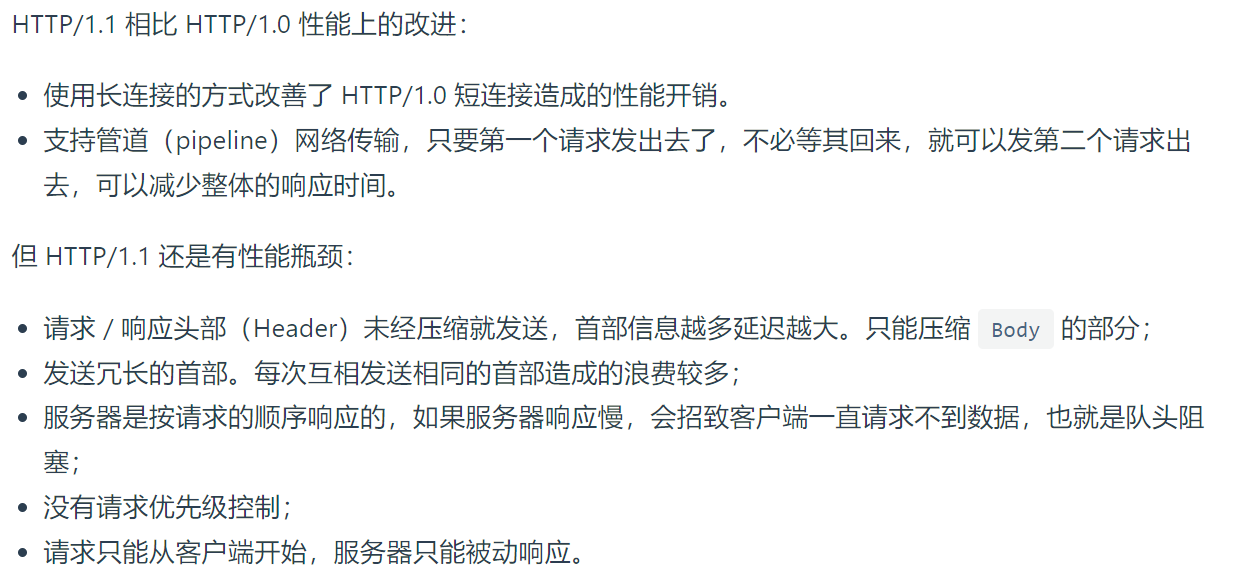 HTTP/1.1 相比 HTTP/1.0 性能上的改进：
• 使用长连接的方式改善了 HTTP/1.0 短连接造成的性能开销。
• 支持管道（pipeline）网络传输，只要第一个请求发出去了，不必等其回来，就可以发第二个请求出
去，可以减少整体的响应时间。
但 HTTP/1.1 还是有性能瓶颈：
• 请求 / 响应头部（Header）未经压缩就发送，首部信息越多延迟越大。只能压缩 Body 的部分；
• 发送冗长的首部。每次互相发送相同的首部造成的浪费较多；
• 服务器是按请求的顺序响应的，如果服务器响应慢，会招致客户端一直请求不到数据，也就是队头阻
塞；
• 没有请求优先级控制；
• 请求只能从客户端开始，服务器只能被动响应。